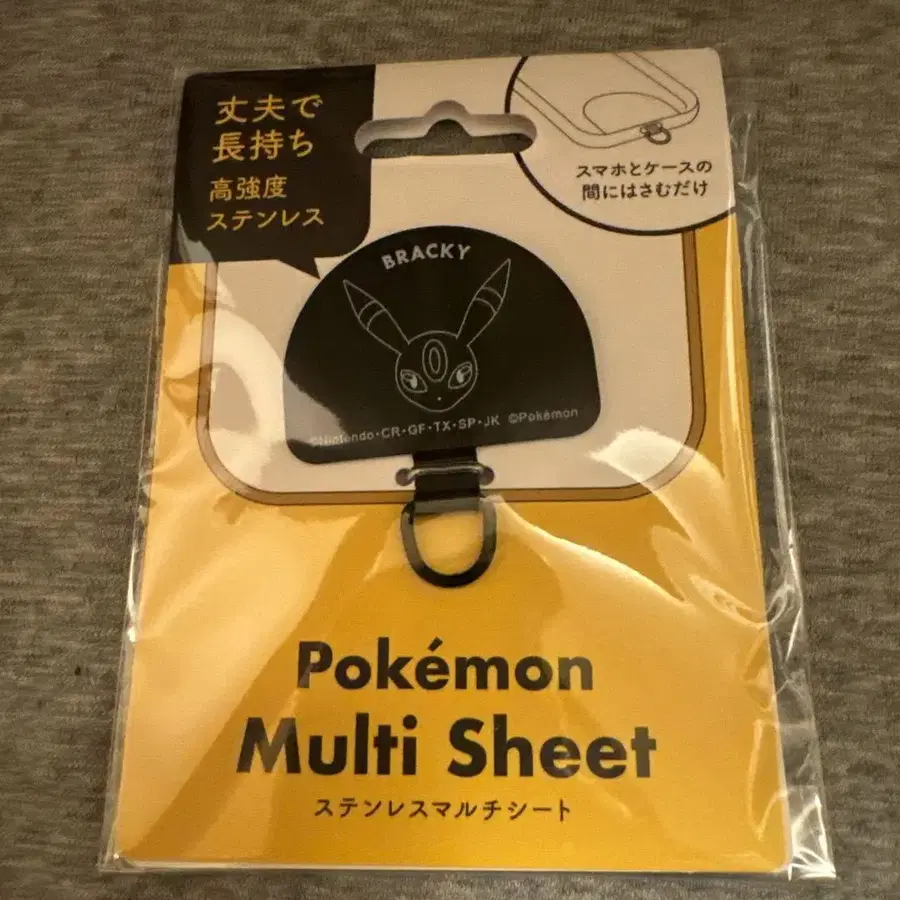 丈夫で
長持ち
高強度
ステンレス
スマホとケースの
間にはさむだけ
BRACKY
©Nintendo・CR・GF・TX・SP・JK ©Pokémon
Pokémon
Multi Sheet
ステンレスマルチシート